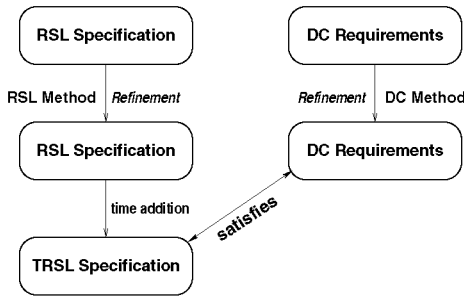 RSL Specification
DC Requirements
RSL Method
Refinement
Refinement
DC Method
RSL Specification
DC Requirements
time addition
satisfies
TRSL Specification